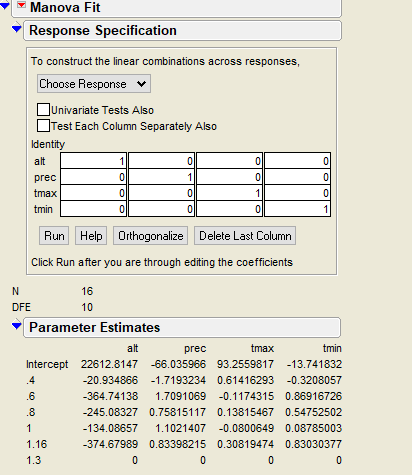 Manova Fit
Response Specification
To construct the linear combinations across responses,
Choose Response
Univariate Tests Also
Test Each Column Separately Also
Identity
alt 1 0 0 0
prec 0 1 0 0
tmax 0 0 1 0
tmin 0 0 0 1
Run Help Orthogonalize Delete Last Column
Click Run after you are through editing the coefficients
N 16
DFE 10
Parameter Estimates
alt prec tmax tmin
Intercept 22612.8147 -66.035966 93.2559817 -13.741832
.4 -20.934866 -1.7193234 0.61416293 -0.3208057
.6 -364.74138 1.7091069 -0.1174315 0.86916726
.8 -245.08327 0.75815117 0.13815467 0.54752502
1 -134.08657 1.1021407 -0.0800649 0.08785003
1.16 -374.67989 0.83398215 0.30819474 0.83030377
1.3 0 0 0 0